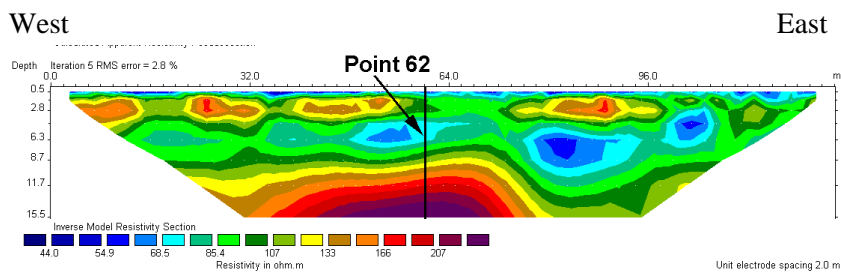 West East
Depth Iteration 5 RMS error = 2.8 %
Point 62
0.0 32.0 64.0 96.0 m
0.5
2.8
6.3
8.7
11.7
15.5
Inverse Model Resistivity Section
44.0 54.9 68.5 85.4 107 133 166 207
Resistivity in ohm.m Unit electrode spacing 2.0 m